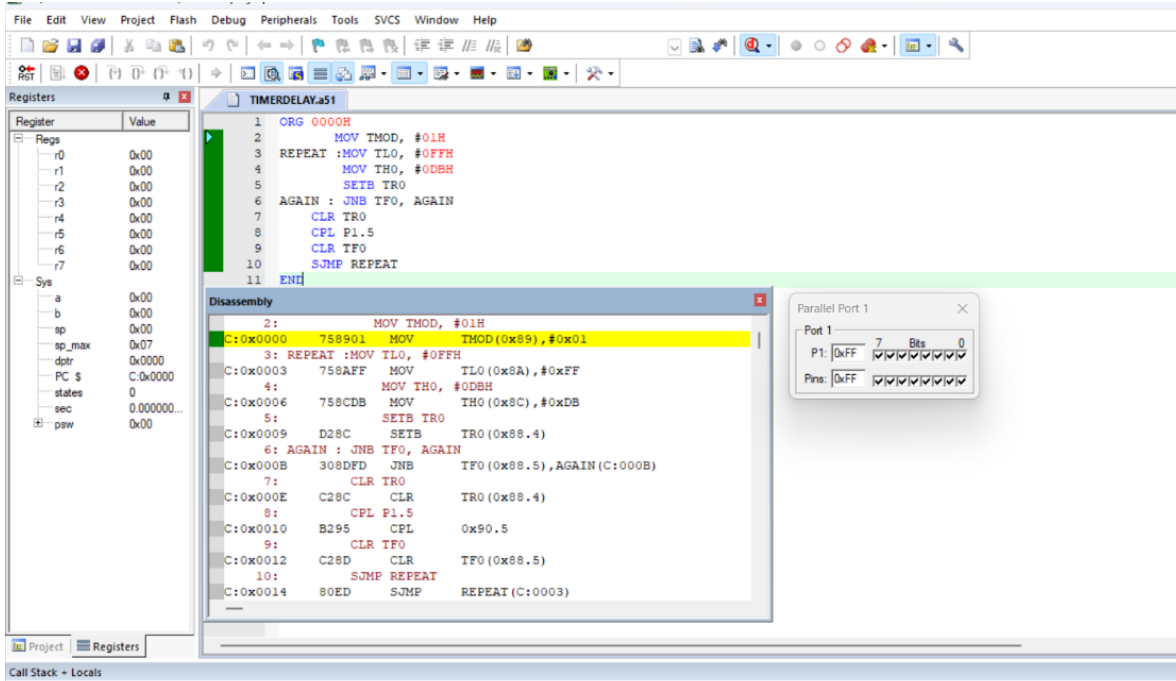 File Edit View Project Flash Debug Peripherals Tools SVCS Window Help
RST
Registers
TIMERDELAY.a51
Register Value
Regs
r0 0x00
r1 0x00
r2 0x00
r3 0x00
r4 0x00
r5 0x00
r6 0x00
r7 0x00
Sys
a 0x00
b 0x00
sp 0x00
sp_max 0x07
dptr 0x0000
PC $ C:0x0000
states 0
sec 0.000000...
psw 0x00
1 ORG 0000H
2 MOV TMOD, #01H
3 REPEAT :MOV TL0, #0FFH
4 MOV TH0, #0DBH
5 SETB TR0
6 AGAIN : JNB TF0, AGAIN
7 CLR TR0
8 CPL P1.5
9 CLR TF0
10 SJMP REPEAT
11 END
Disassembly
2: MOV TMOD, #01H
C:0x0000 758901 MOV TMOD(0x89),#0x01
3: REPEAT :MOV TL0, #0FFH
C:0x0003 758AFF MOV TL0(0x8A),#0xFF
4: MOV TH0, #0DBH
C:0x0006 758CDB MOV TH0(0x8C),#0xDB
5: SETB TR0
C:0x0009 D28C SETB TR0(0x88.4)
6: AGAIN : JNB TF0, AGAIN
C:0x000B 308DFD JNB TF0(0x88.5),AGAIN(C:000B)
7: CLR TR0
C:0x000E C28C CLR TR0(0x88.4)
8: CPL P1.5
C:0x0010 B295 CPL 0x90.5
9: CLR TF0
C:0x0012 C28D CLR TF0(0x88.5)
10: SJMP REPEAT
C:0x0014 80ED SJMP REPEAT(C:0003)
Parallel Port 1
Port 1
7 Bits 0
P1: 0xFF
Pins: 0xFF
Project Registers
Call Stack + Locals